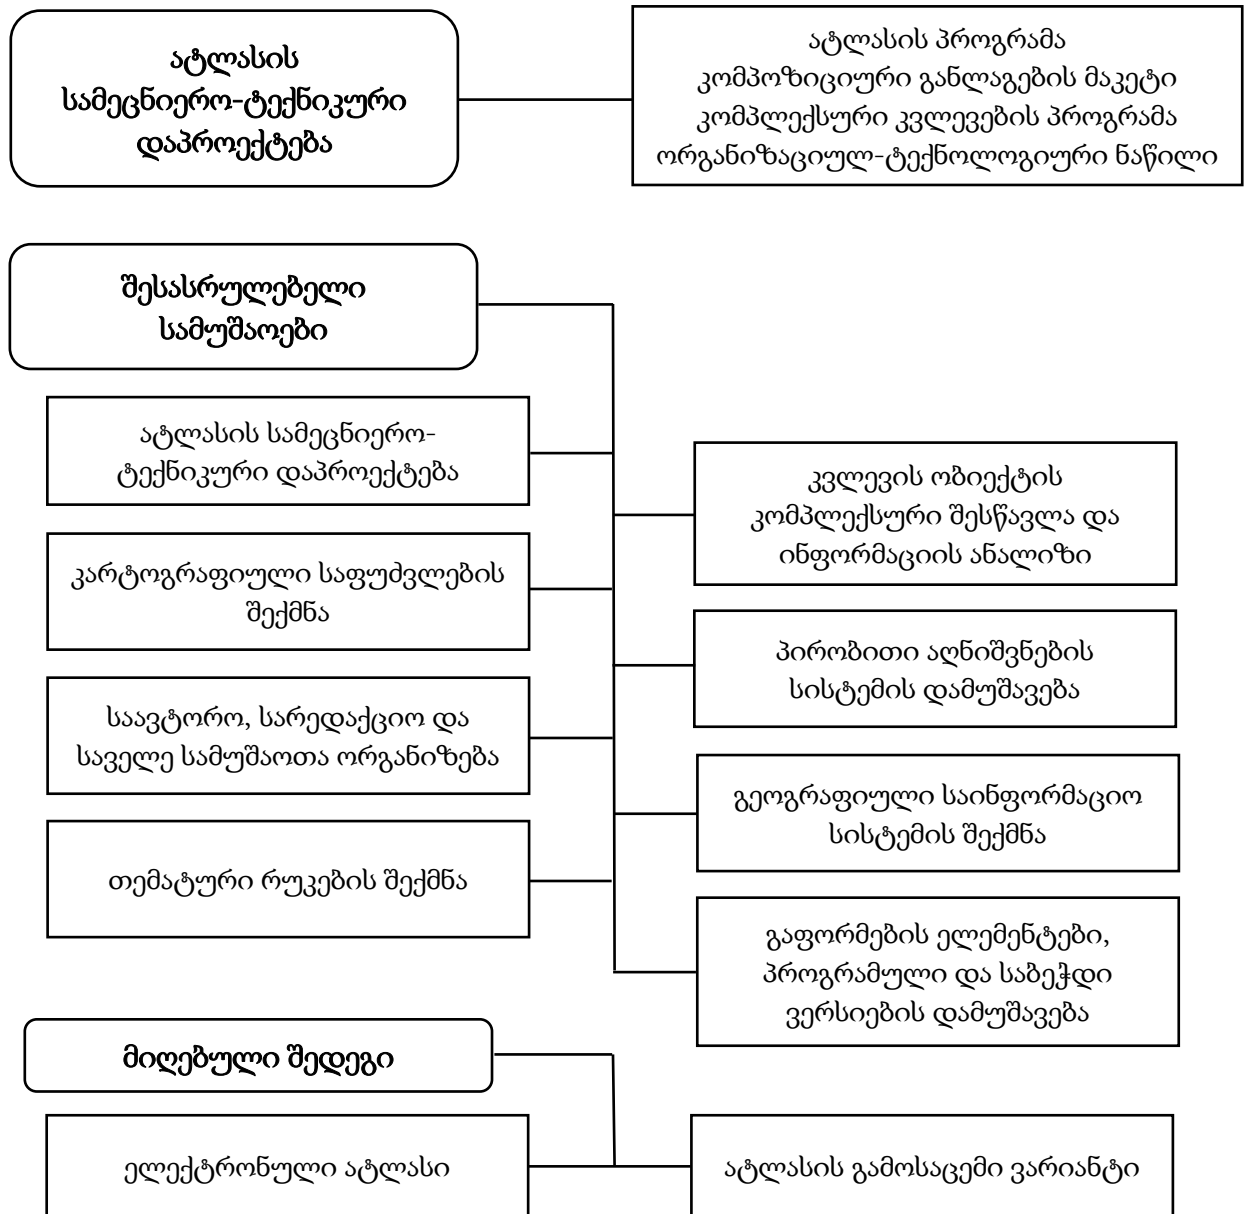 ატლასის
სამეცნიერო-ტექნიკური
დაპროექტება
ატლასის პროგრამა
კომპოზიციური განლაგების მაკეტი
კომპლექსური კვლევების პროგრამა
ორგანიზაციულ-ტექნოლოგიური ნაწილი
შესასრულებელი
სამუშაოები
ატლასის სამეცნიერო-
ტექნიკური დაპროექტება
კვლევის ობიექტის
კომპლექსური შესწავლა და
ინფორმაციის ანალიზი
კარტოგრაფიული საფუძვლების
შექმნა
პირობითი აღნიშვნების
სისტემის დამუშავება
საავტორო, სარედაქციო და
საველე სამუშაოთა ორგანიზება
გეოგრაფიული საინფორმაციო
სისტემის შექმნა
თემატური რუკების შექმნა
გაფორმების ელემენტები,
პროგრამული და საბეჭდი
ვერსიების დამუშავება
მიღებული შედეგი
ელექტრონული ატლასი
ატლასის გამოსაცემი ვარიანტი